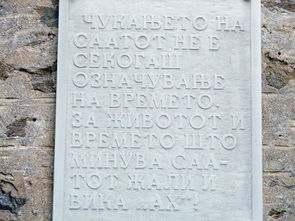 ЧУКАЊЕТО НА
СААТОТ НЕ Е
СЕКОГАШ
ОЗНАЧУВАЊЕ
НА ВРЕМЕТО.
ЗА ЖИВОТОТ И
ВРЕМЕТО ШТО
МИНУВА САА-
ТОТ ЖАЛИ И
ВИКА „АХ“!